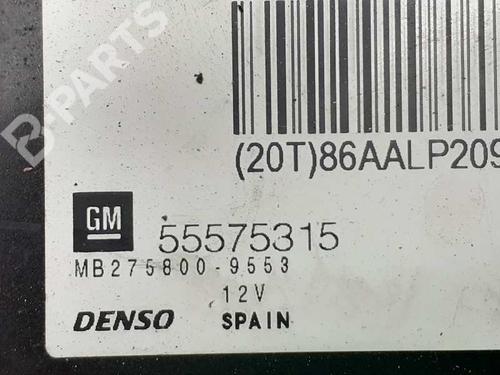 B-PARTS
(20T)86AALP209
GM 55575315
MB275800-9553
12V
DENSO SPAIN